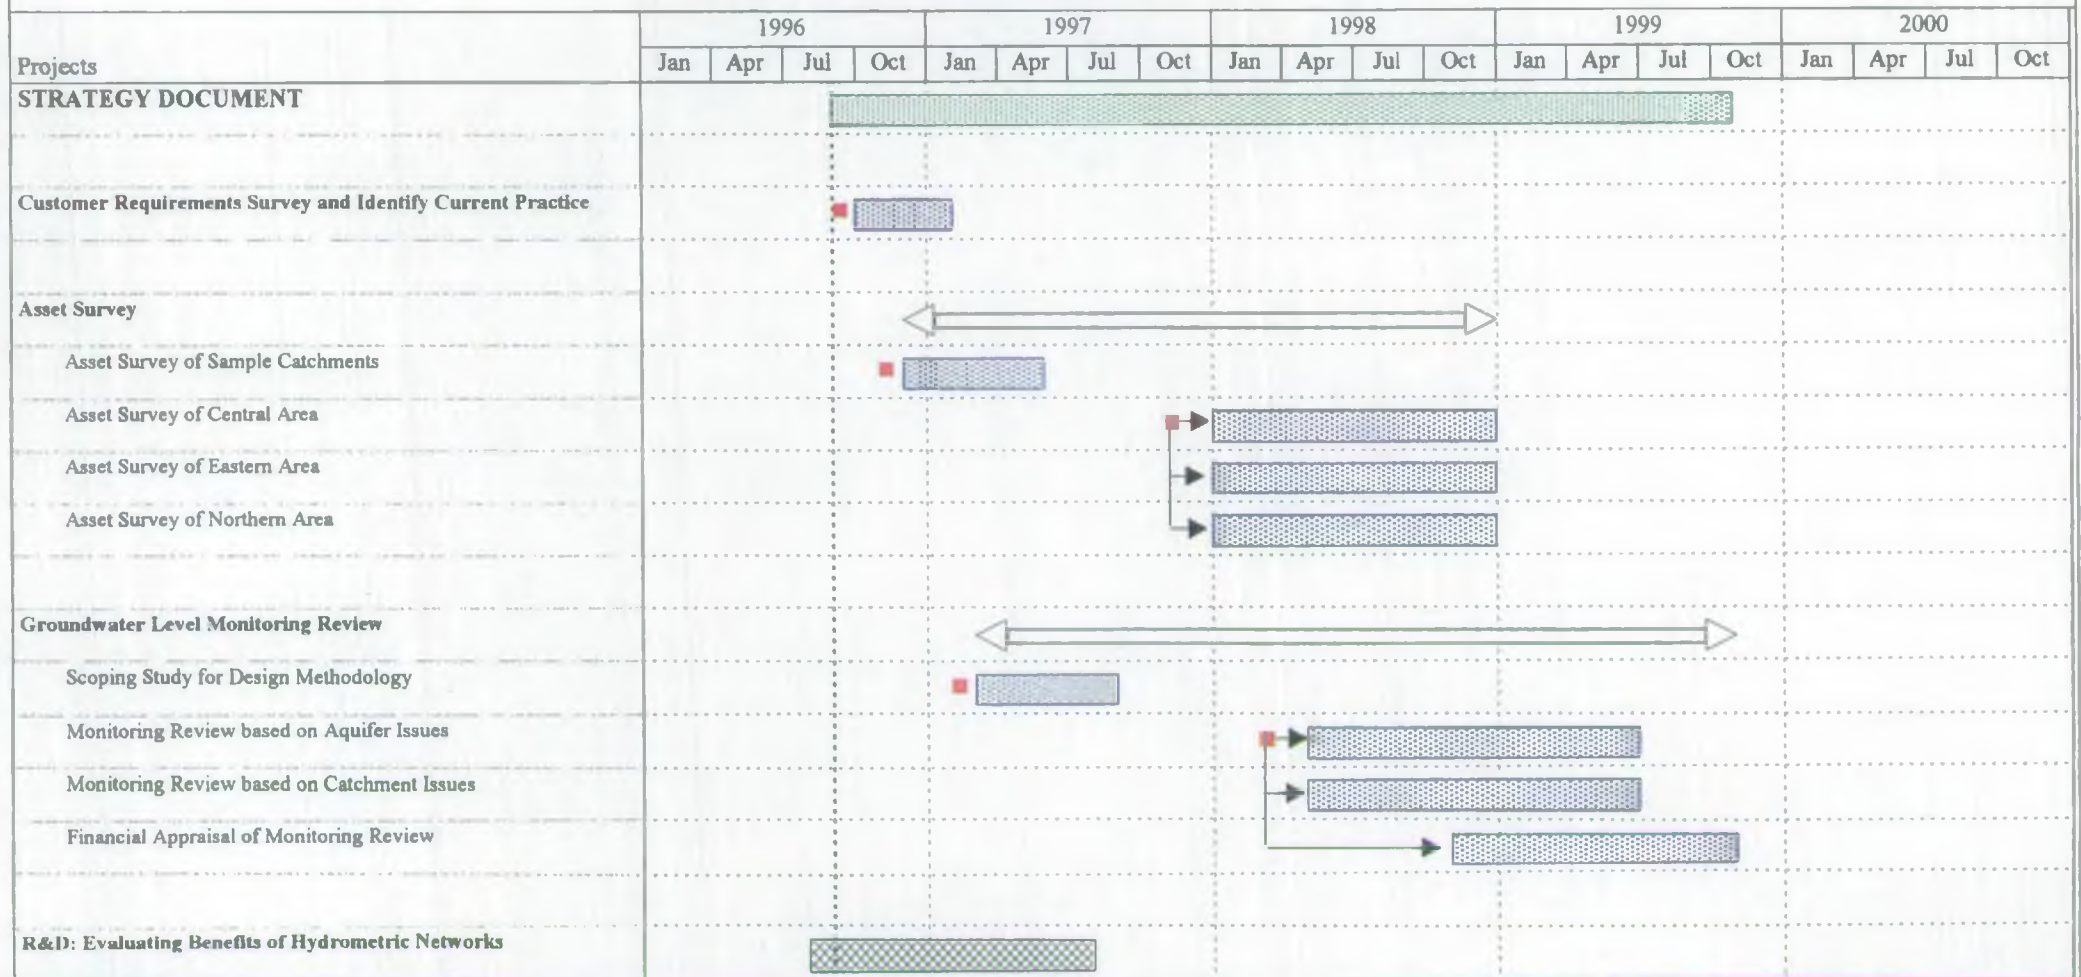 1996 1997 1998 1999 2000
Projects Jan Apr Jul Oct Jan Apr Jul Oct Jan Apr Jul Oct Jan Apr Jul Oct Jan Apr Jul Oct
STRATEGY DOCUMENT
Customer Requirements Survey and Identify Current Practice
Asset Survey
Asset Survey of Sample Catchments
Asset Survey of Central Area
Asset Survey of Eastern Area
Asset Survey of Northern Area
Groundwater Level Monitoring Review
Scoping Study for Design Methodology
Monitoring Review based on Aquifer Issues
Monitoring Review based on Catchment Issues
Financial Appraisal of Monitoring Review
R&D: Evaluating Benefits of Hydrometric Networks